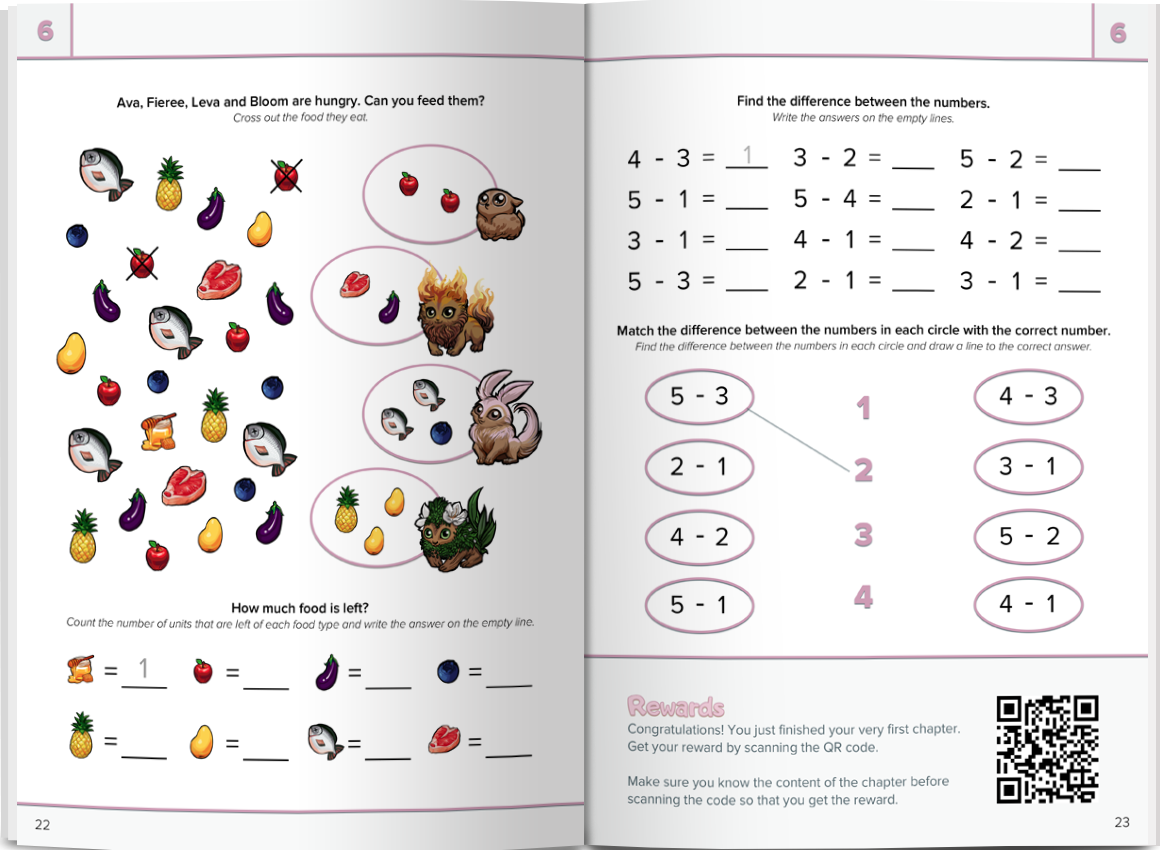 6
Ava, Fieree, Leva and Bloom are hungry. Can you feed them?
Cross out the food they eat.
How much food is left?
Count the number of units that are left of each food type and write the answer on the empty line.
= 1 = ___ = ___ = ___
= ___ = ___ = ___ = ___
22
6
Find the difference between the numbers.
Write the answers on the empty lines.
4 - 3 = 1 3 - 2 = ___ 5 - 2 = ___
5 - 1 = ___ 5 - 4 = ___ 2 - 1 = ___
3 - 1 = ___ 4 - 1 = ___ 4 - 2 = ___
5 - 3 = ___ 2 - 1 = ___ 3 - 1 = ___
Match the difference between the numbers in each circle with the correct number.
Find the difference between the numbers in each circle and draw a line to the correct answer.
5 - 3 1 4 - 3
2 - 1 2 3 - 1
4 - 2 3 5 - 2
5 - 1 4 4 - 1
Rewards
Congratulations! You just finished your very first chapter.
Get your reward by scanning the QR code.
Make sure you know the content of the chapter before
scanning the code so that you get the reward.
23